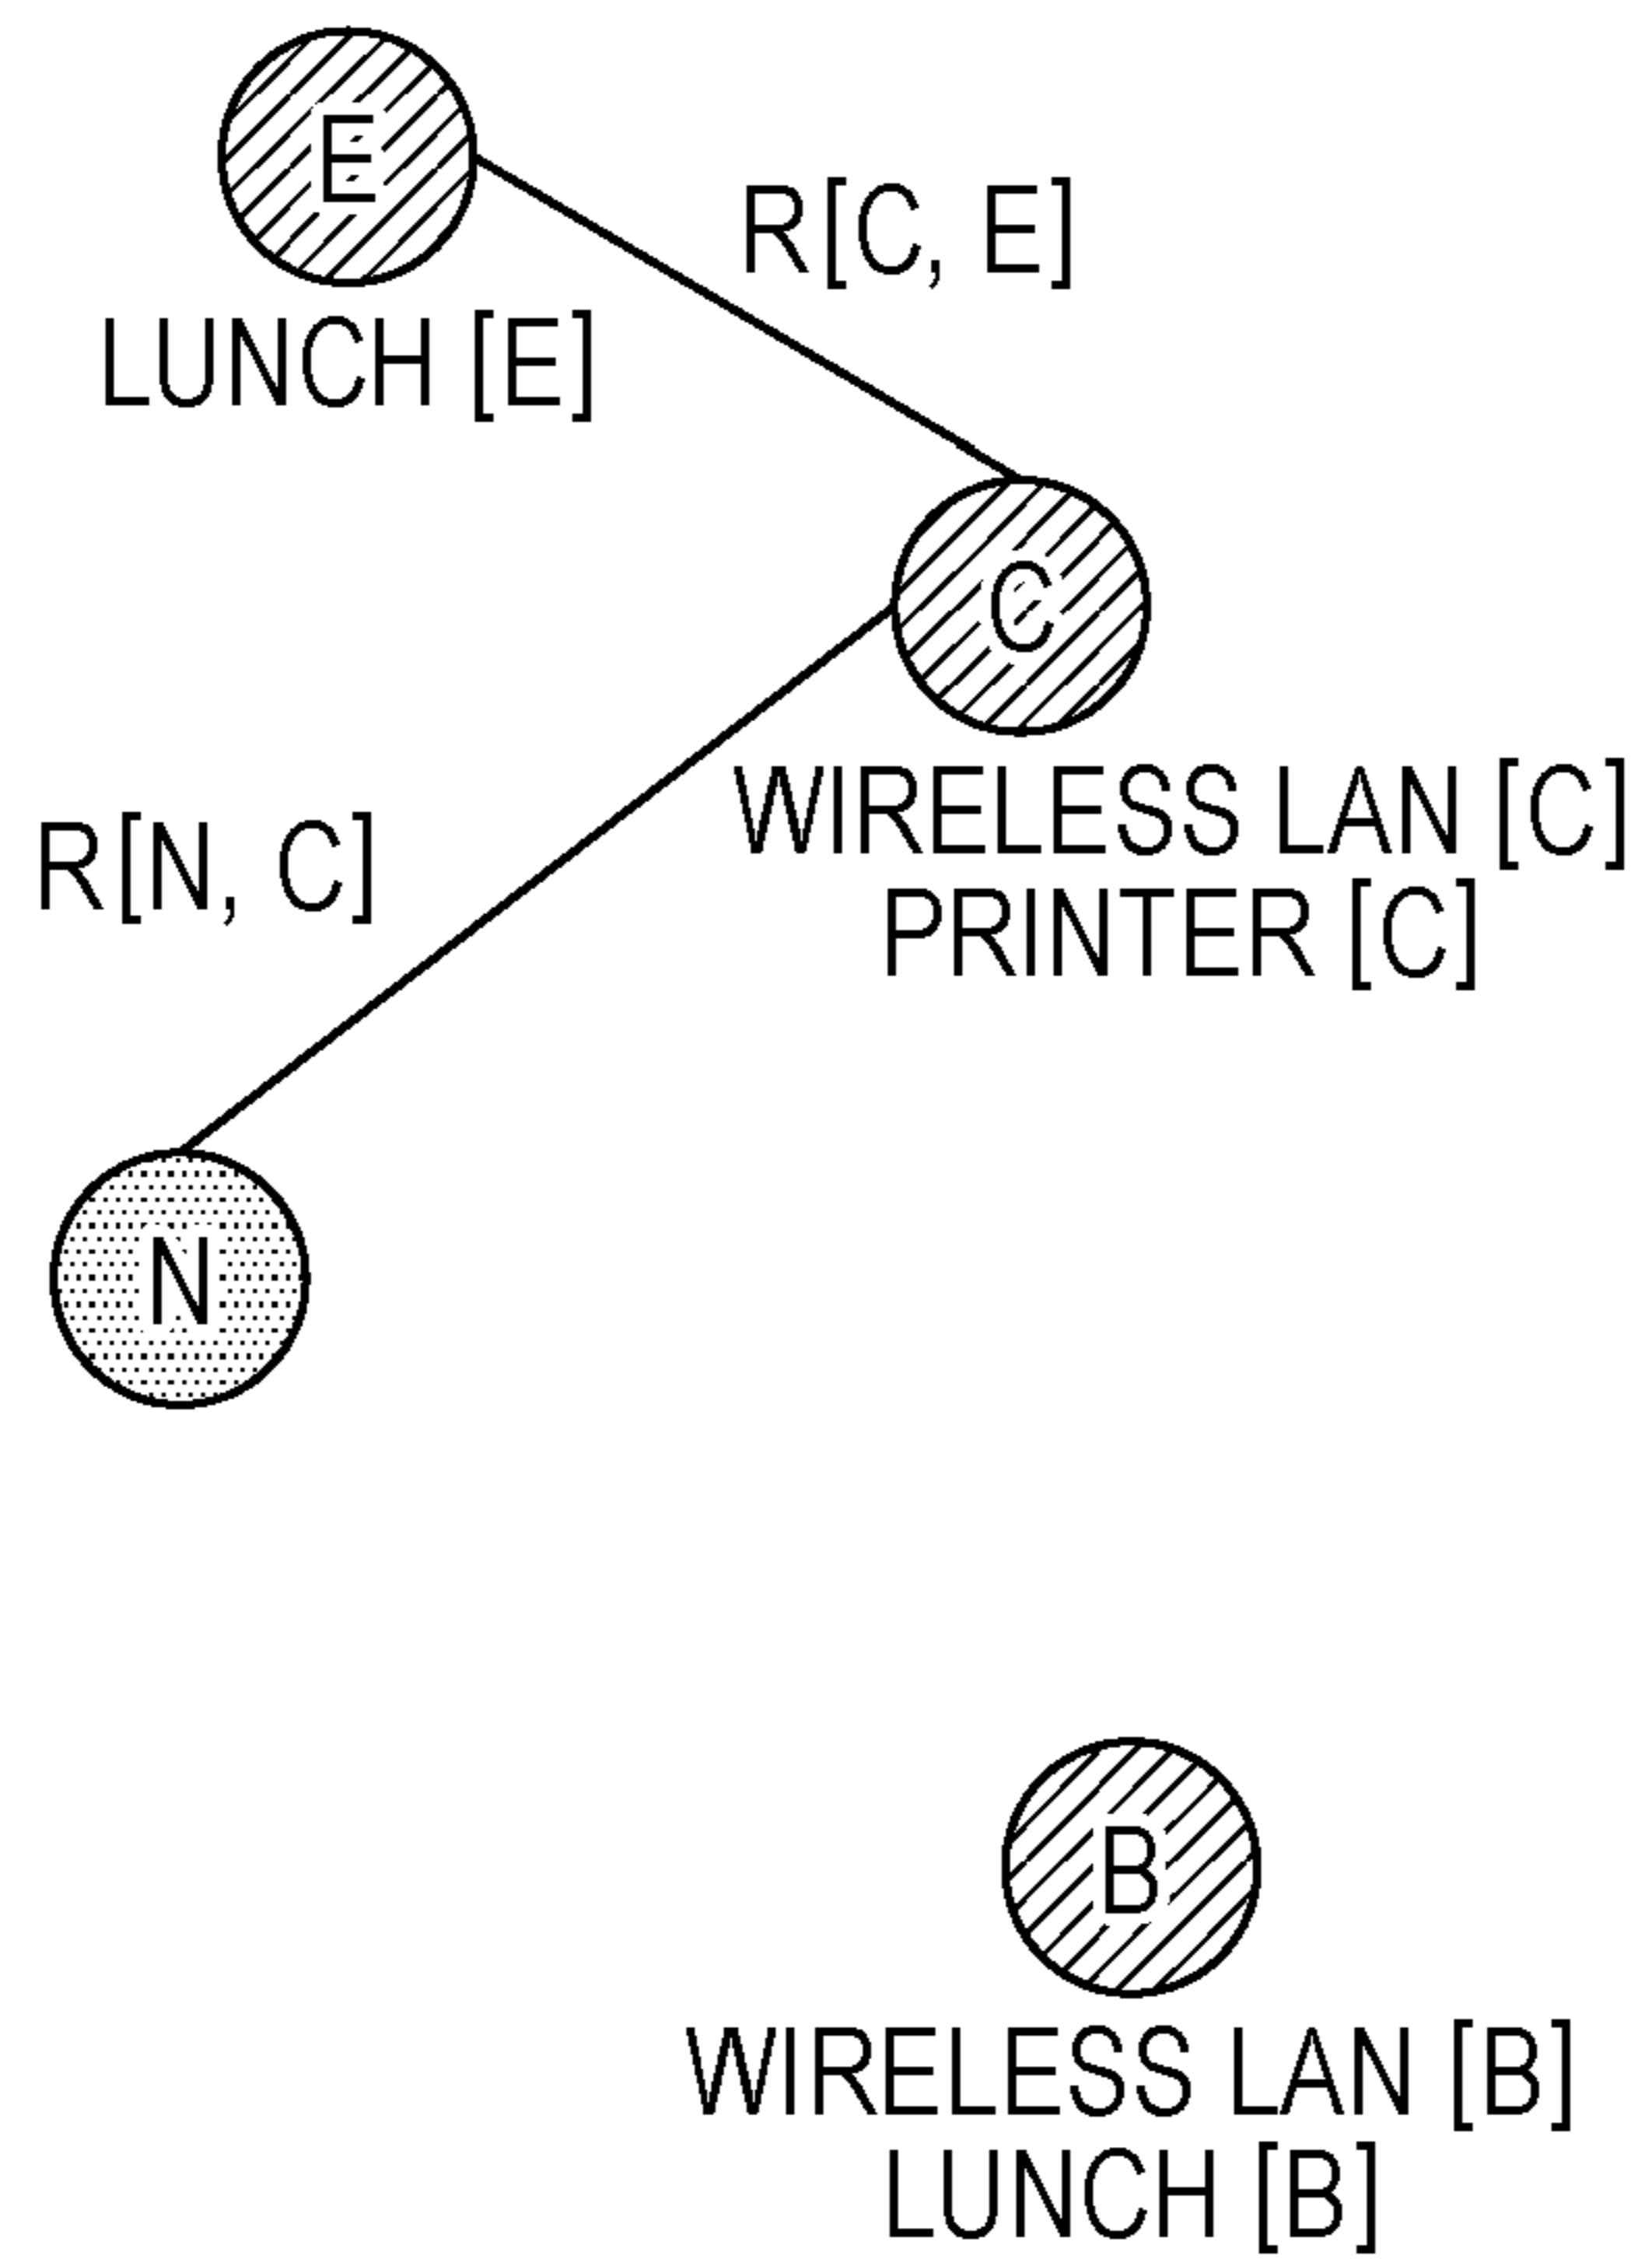 E
R[C, E]
LUNCH [E]
C
WIRELESS LAN [C]
PRINTER [C]
R[N, C]
N
B
WIRELESS LAN [B]
LUNCH [B]